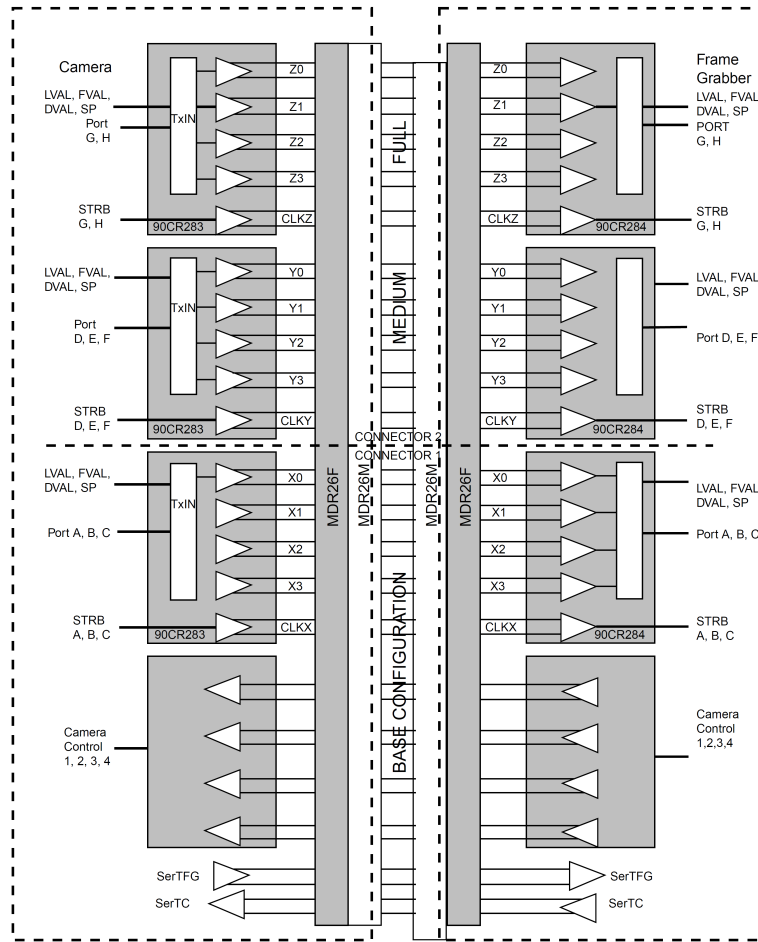 Camera
LVAL, FVAL,
DVAL, SP
Port
G, H
TxIN
STRB
G, H
90CR283
Z0
Z1
Z2
Z3
CLKZ
FULL
Z0
Z1
Z2
Z3
CLKZ
90CR284
Frame
Grabber
LVAL, FVAL
DVAL, SP
PORT
G, H
STRB
G, H
LVAL, FVAL,
DVAL, SP
Port
D, E, F
TxIN
STRB
D, E, F
90CR283
Y0
Y1
Y2
Y3
CLKY
MEDIUM
Y0
Y1
Y2
Y3
CLKY
90CR284
LVAL, FVAL
DVAL, SP
Port D, E, F
STRB
D, E, F
CONNECTOR 2
CONNECTOR 1
MDR26F
MDR26M
MDR26M
MDR26F
LVAL, FVAL,
DVAL, SP
Port A, B, C
TxIN
STRB
A, B, C
90CR283
X0
X1
X2
X3
CLKX
BASE CONFIGURATION
X0
X1
X2
X3
CLKX
90CR284
LVAL, FVAL
DVAL, SP
Port A, B, C
STRB
A, B, C
Camera
Control
1, 2, 3, 4
Camera
Control
1,2,3,4
SerTFG
SerTC
SerTFG
SerTC